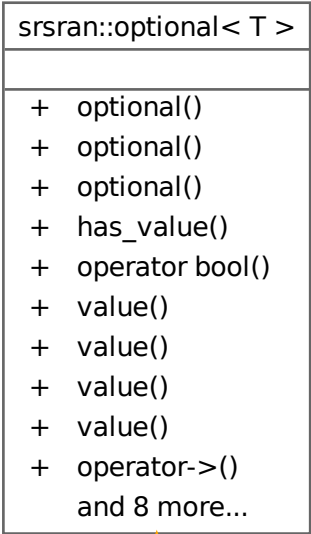 srsran::optional< T >
+ optional()
+ optional()
+ optional()
+ has_value()
+ operator bool()
+ value()
+ value()
+ value()
+ value()
+ operator->()
and 8 more...